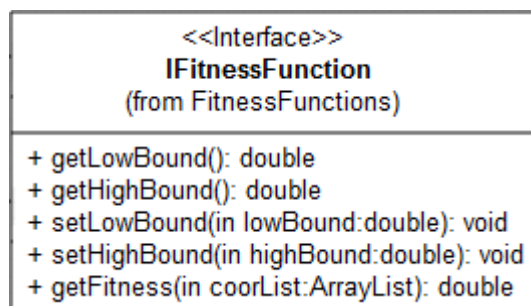 <<Interface>>
IFitnessFunction
(from FitnessFunctions)
+ getLowBound(): double
+ getHighBound(): double
+ setLowBound(in lowBound:double): void
+ setHighBound(in highBound:double): void
+ getFitness(in coorList:ArrayList): double